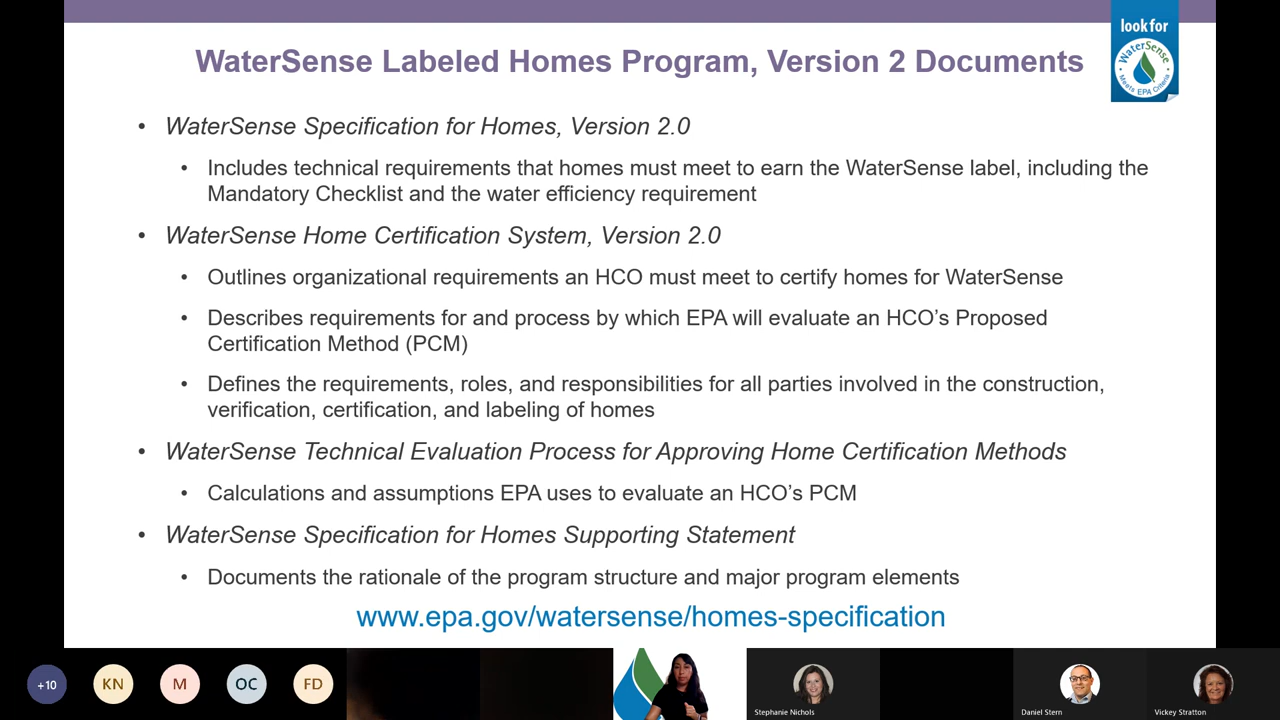 look for
WaterSense
Meets EPA Criteria
WaterSense Labeled Homes Program, Version 2 Documents
• WaterSense Specification for Homes, Version 2.0
• Includes technical requirements that homes must meet to earn the WaterSense label, including the
Mandatory Checklist and the water efficiency requirement
• WaterSense Home Certification System, Version 2.0
• Outlines organizational requirements an HCO must meet to certify homes for WaterSense
• Describes requirements for and process by which EPA will evaluate an HCO’s Proposed
Certification Method (PCM)
• Defines the requirements, roles, and responsibilities for all parties involved in the construction,
verification, certification, and labeling of homes
• WaterSense Technical Evaluation Process for Approving Home Certification Methods
• Calculations and assumptions EPA uses to evaluate an HCO’s PCM
• WaterSense Specification for Homes Supporting Statement
• Documents the rationale of the program structure and major program elements
www.epa.gov/watersense/homes-specification
+10
KN
M
OC
FD
Stephanie Nichols
Daniel Stern
Vickey Stratton